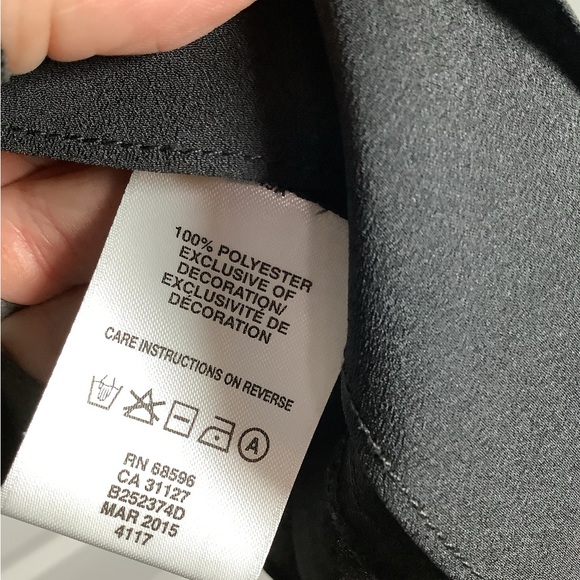 100% POLYESTER
EXCLUSIVE OF
DECORATION/
EXCLUSIVITÉ DE
DÉCORATION
CARE INSTRUCTIONS ON REVERSE
A
RN 68596
CA 31127
B252374D
MAR 2015
4117